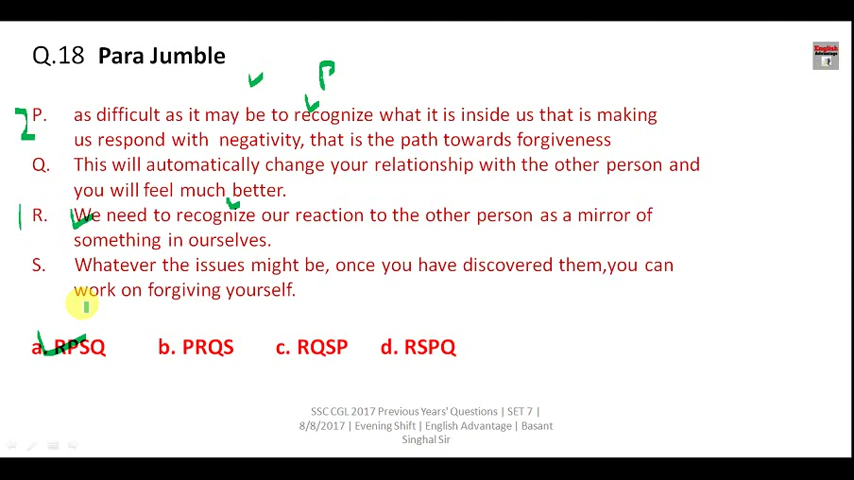 Q.18 Para Jumble
English
Advantage
P
2 P. as difficult as it may be to recognize what it is inside us that is making
us respond with negativity, that is the path towards forgiveness
Q. This will automatically change your relationship with the other person and
you will feel much better.
1 R. We need to recognize our reaction to the other person as a mirror of
something in ourselves.
S. Whatever the issues might be, once you have discovered them,you can
work on forgiving yourself.
a. RPSQ b. PRQS c. RQSP d. RSPQ
SSC CGL 2017 Previous Years' Questions | SET 7 |
8/8/2017 | Evening Shift | English Advantage | Basant
Singhal Sir